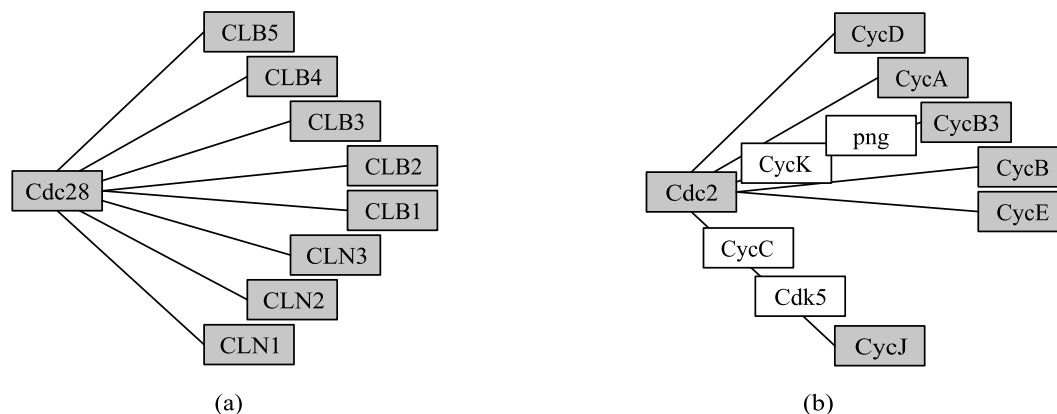 CLB5
CLB4
CLB3
CLB2
Cdc28
CLB1
CLN3
CLN2
CLN1
(a)
CycD
CycA
CycB3
png
CycK
CycB
Cdc2
CycE
CycC
Cdk5
CycJ
(b)